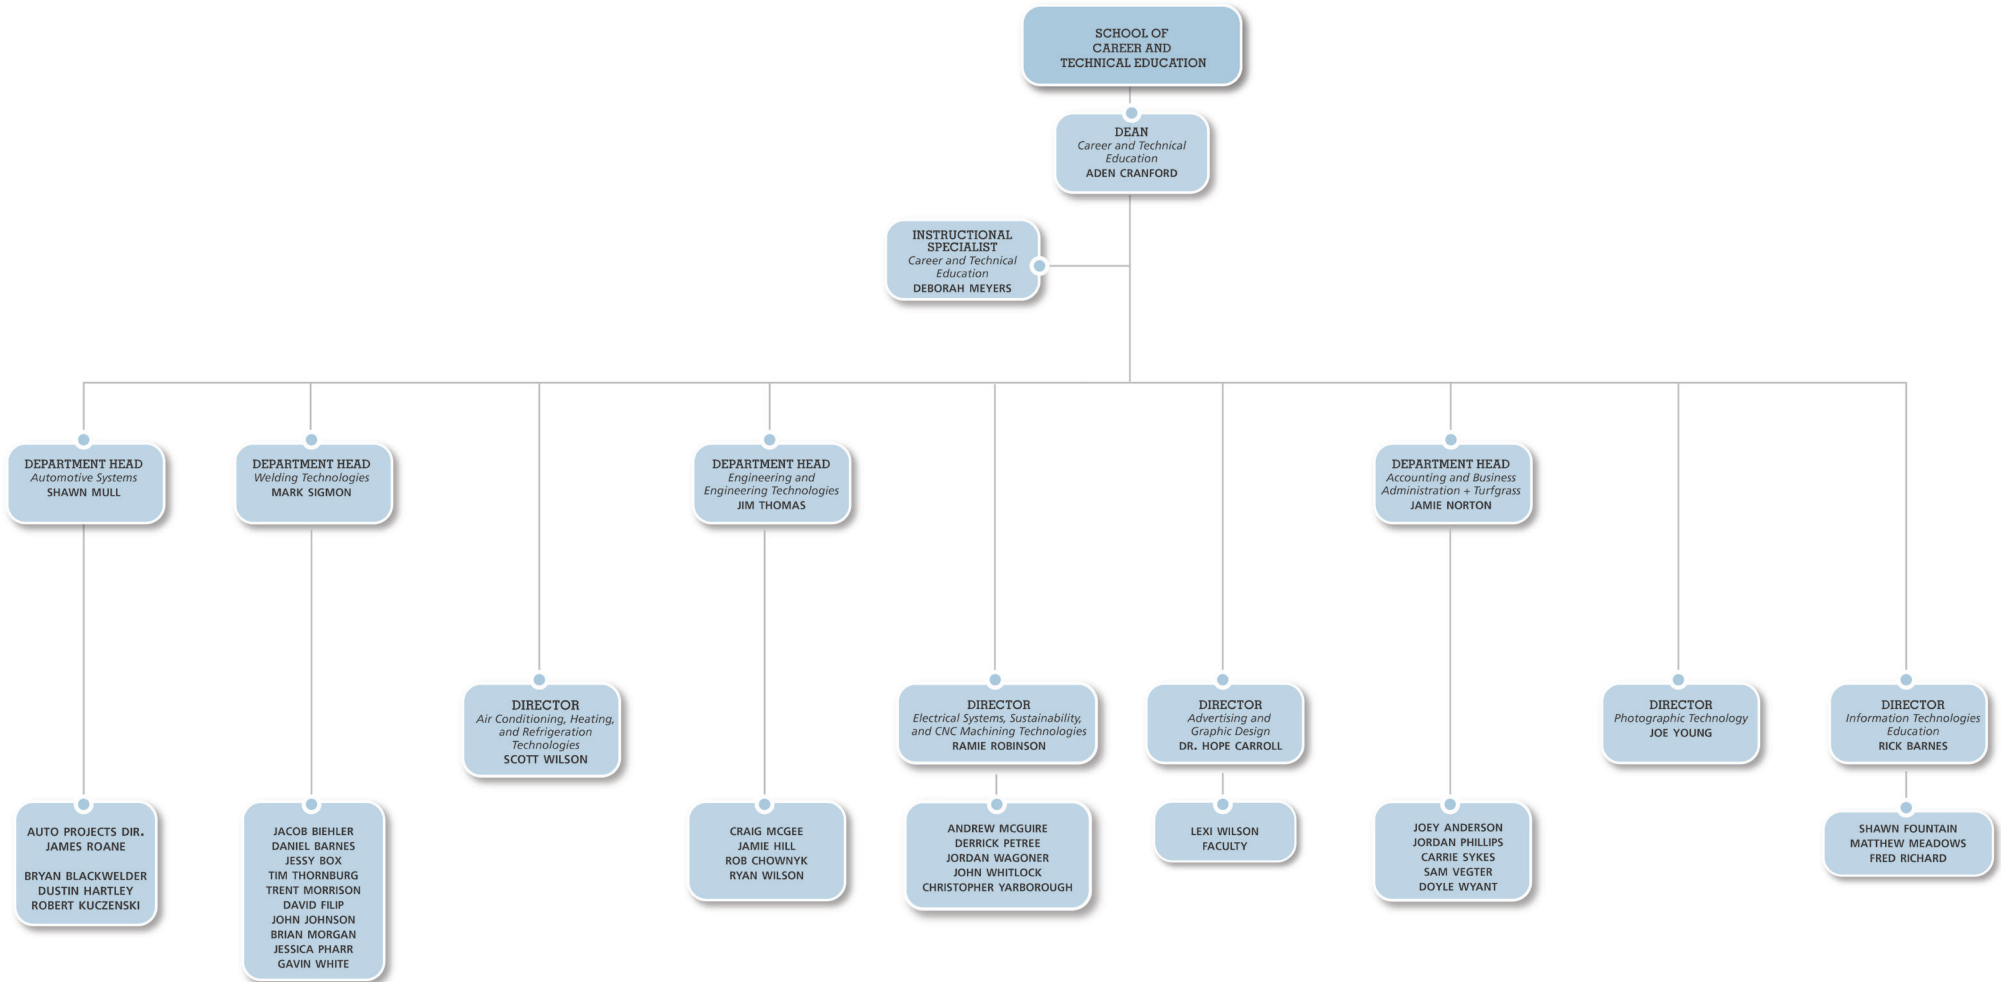 SCHOOL OF
CAREER AND
TECHNICAL EDUCATION
DEAN
Career and Technical
Education
ADEN CRANFORD
INSTRUCTIONAL
SPECIALIST
Career and Technical
Education
DEBORAH MEYERS
DEPARTMENT HEAD
Automotive Systems
SHAWN MULL
DEPARTMENT HEAD
Welding Technologies
MARK SIGMON
DEPARTMENT HEAD
Engineering and
Engineering Technologies
JIM THOMAS
DEPARTMENT HEAD
Accounting and Business
Administration + Turfgrass
JAMIE NORTON
DIRECTOR
Air Conditioning, Heating,
and Refrigeration
Technologies
SCOTT WILSON
DIRECTOR
Electrical Systems, Sustainability,
and CNC Machining Technologies
RAMIE ROBINSON
DIRECTOR
Advertising and
Graphic Design
DR. HOPE CARROLL
DIRECTOR
Photographic Technology
JOE YOUNG
DIRECTOR
Information Technologies
Education
RICK BARNES
AUTO PROJECTS DIR.
JAMES ROANE
BRYAN BLACKWELDER
DUSTIN HARTLEY
ROBERT KUCZENSKI
JACOB BIEHLER
DANIEL BARNES
JESSY BOX
TIM THORNBURG
TRENT MORRISON
DAVID FILIP
JOHN JOHNSON
BRIAN MORGAN
JESSICA PHARR
GAVIN WHITE
CRAIG MCGEE
JAMIE HILL
ROB CHOWNYK
RYAN WILSON
ANDREW MCGUIRE
DERRICK PETREE
JORDAN WAGONER
JOHN WHITLOCK
CHRISTOPHER YARBOROUGH
LEXI WILSON
FACULTY
JOEY ANDERSON
JORDAN PHILLIPS
CARRIE SYKES
SAM VEGTER
DOYLE WYANT
SHAWN FOUNTAIN
MATTHEW MEADOWS
FRED RICHARD